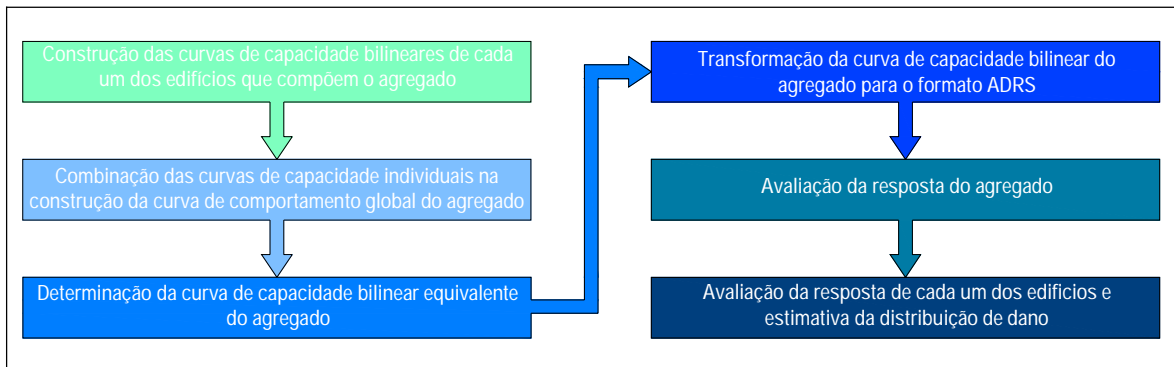 Construção das curvas de capacidade bilineares de cada
um dos edifícios que compõem o agregado
Combinação das curvas de capacidade individuais na
construção da curva de comportamento global do agregado
Determinação da curva de capacidade bilinear equivalente
do agregado
Transformação da curva de capacidade bilinear do
agregado para o formato ADRS
Avaliação da resposta do agregado
Avaliação da resposta de cada um dos edificios e
estimativa da distribuição de dano